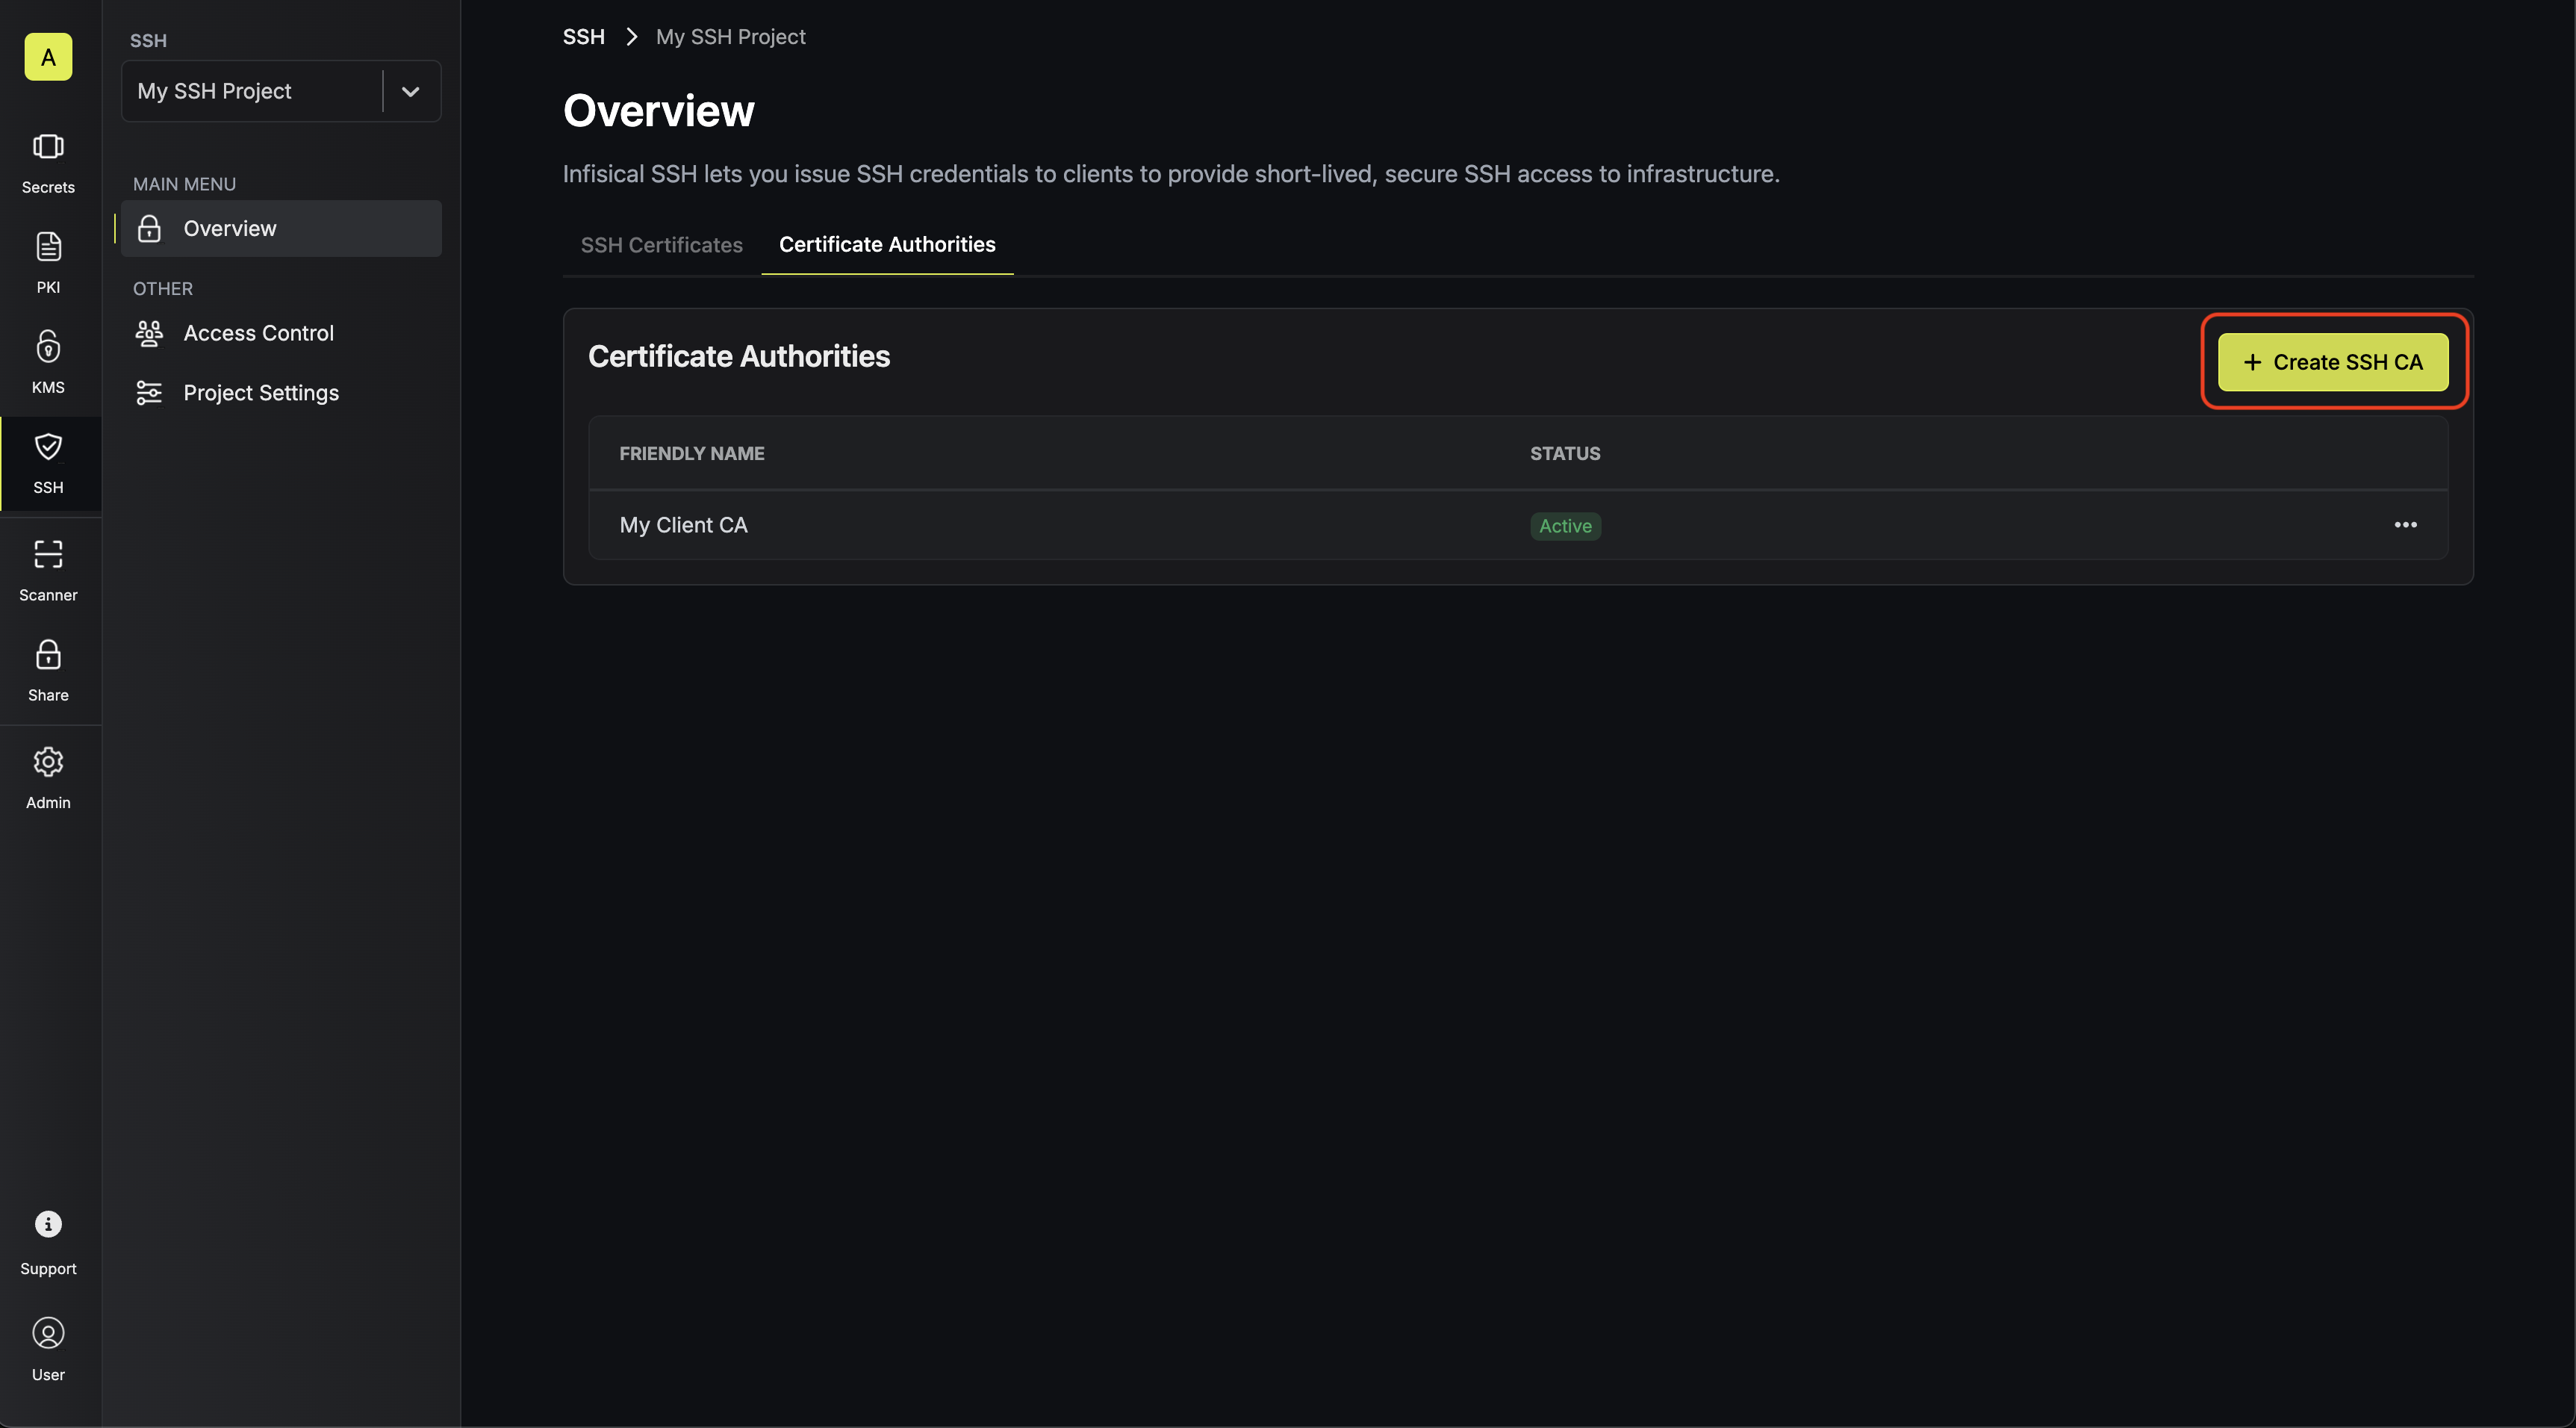 A
Secrets
PKI
KMS
SSH
Scanner
Share
Admin
Support
User
SSH
My SSH Project
MAIN MENU
Overview
OTHER
Access Control
Project Settings
SSH > My SSH Project
Overview
Infisical SSH lets you issue SSH credentials to clients to provide short-lived, secure SSH access to infrastructure.
SSH Certificates Certificate Authorities
Certificate Authorities
+ Create SSH CA
FRIENDLY NAME STATUS
My Client CA Active